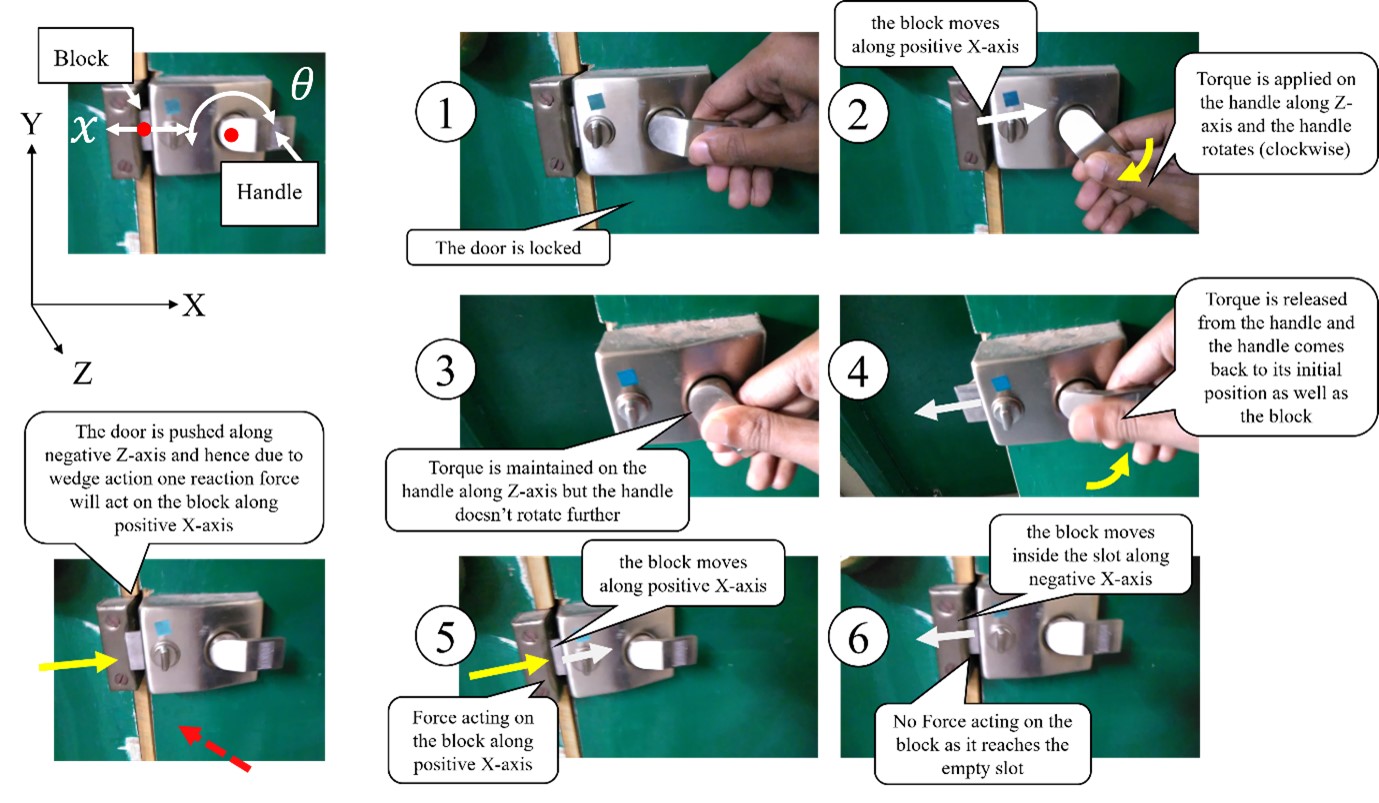 Block
θ
Y
x
Handle
X
Z
1
The door is locked
the block moves
along positive X-axis
2
Torque is applied on
the handle along Z-
axis and the handle
rotates (clockwise)
3
Torque is maintained on the
handle along Z-axis but the handle
doesn't rotate further
4
Torque is released
from the handle and
the handle comes
back to its initial
position as well as
the block
The door is pushed along
negative Z-axis and hence due to
wedge action one reaction force
will act on the block along
positive X-axis
5
the block moves
along positive X-axis
Force acting on
the block along
positive X-axis
6
the block moves
inside the slot along
negative X-axis
No Force acting on the
block as it reaches the
empty slot